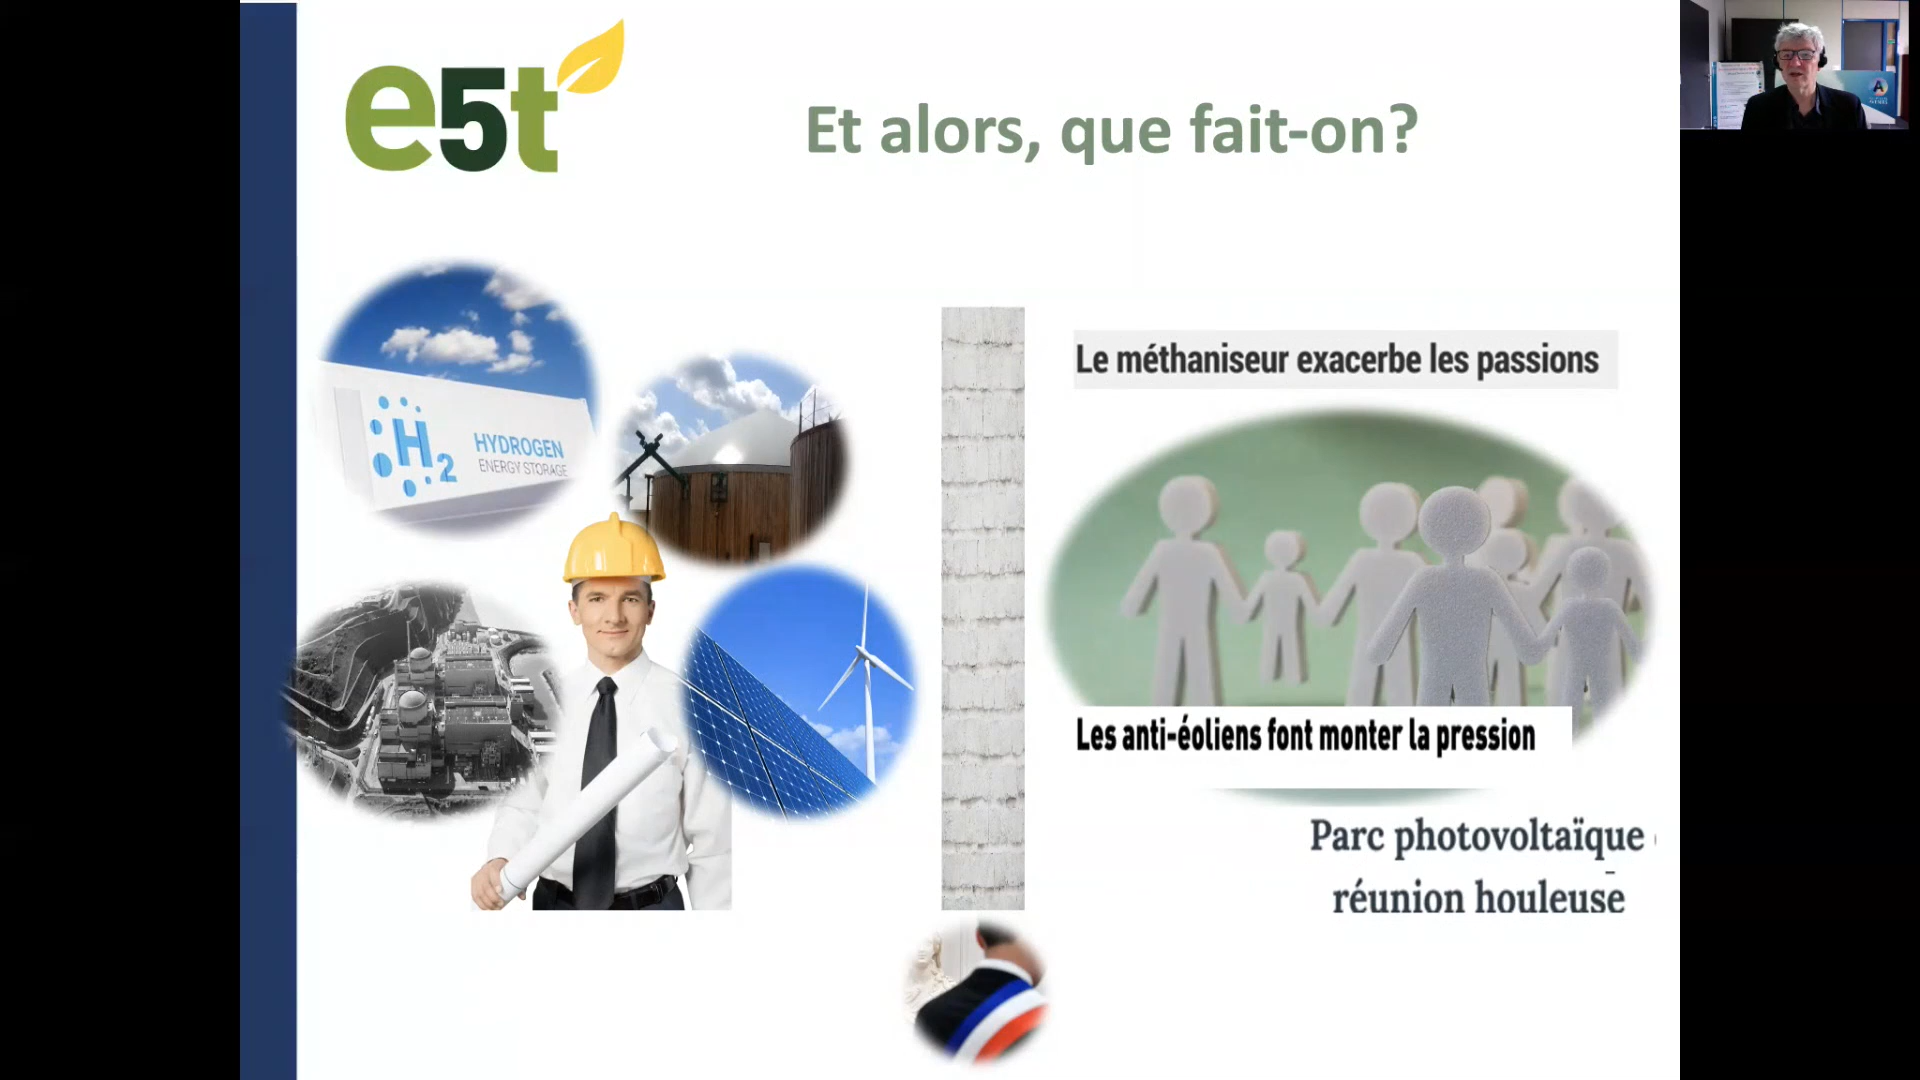 e5t
Et alors, que fait-on?
H2
HYDROGEN
ENERGY STORAGE
Le méthaniseur exacerbe les passions
Les anti-éoliens font monter la pression
Parc photovoltaïque
réunion houleuse
A